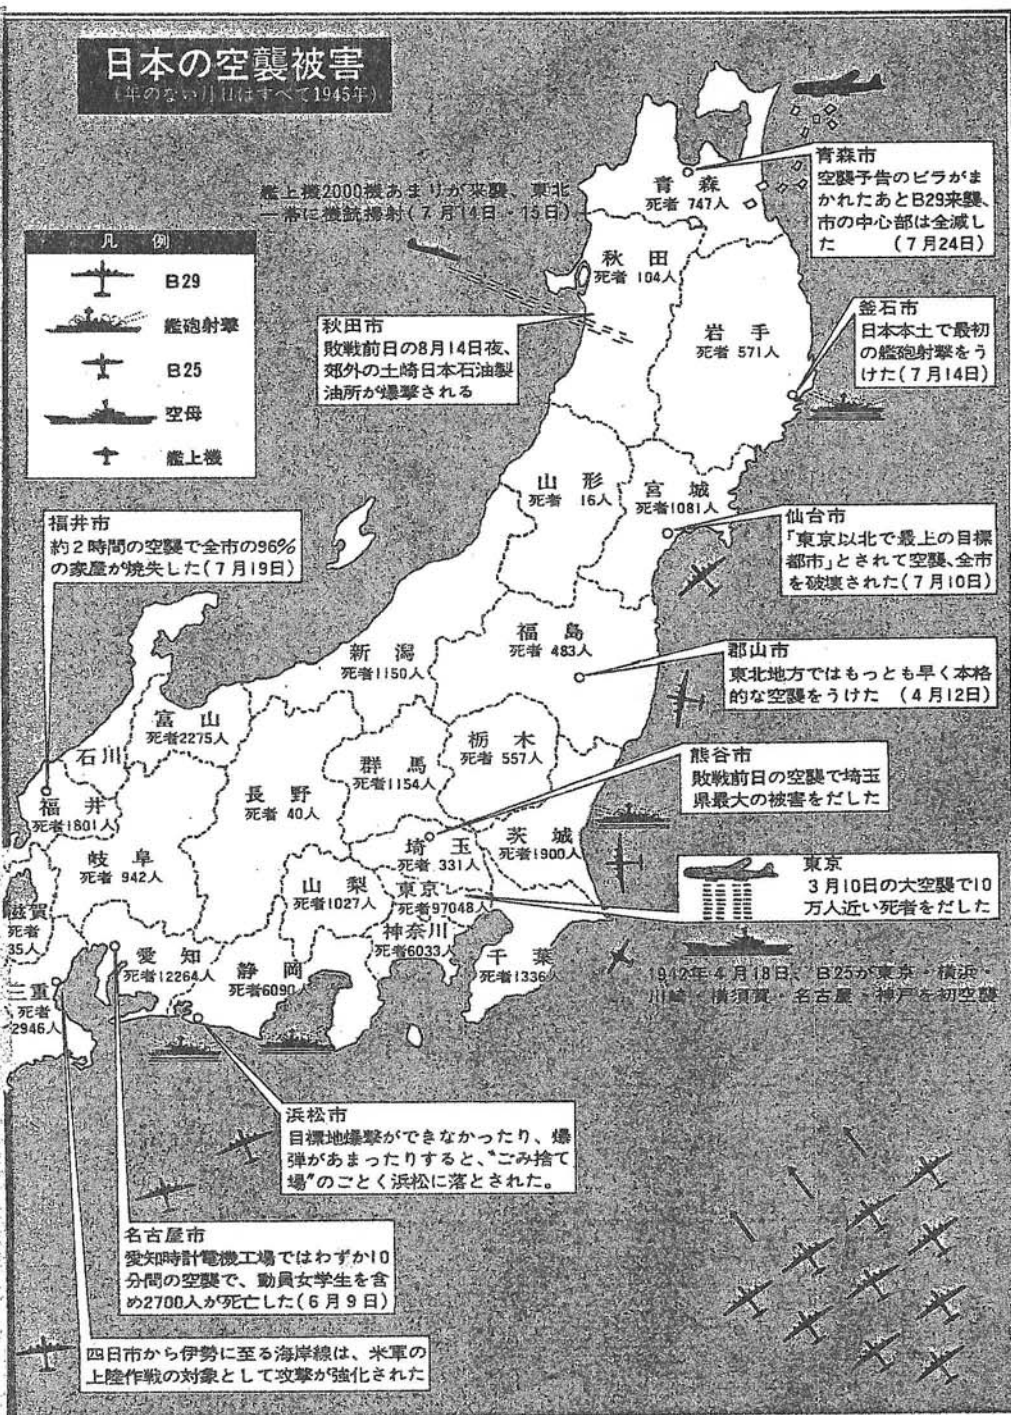 日本の空襲被害
(年のない月日はすべて1945年)
艦上機2000機あまりが来襲、東北
一帯に機銃掃射(7月14日・15日)
凡例
B29
艦砲射撃
B25
空母
艦上機
青森市
空襲予告のビラがま
かれたあとB29来襲、
市の中心部は全滅し
た (7月24日)
青森
死者 747人
秋田
死者 104人
岩手
死者 571人
秋田市
敗戦前日の8月14日夜、
郊外の土崎日本石油製
油所が爆撃される
釜石市
日本本土で最初
の艦砲射撃をう
けた(7月14日)
山形
死者 16人
宮城
死者1081人
仙台市
「東京以北で最上の目標
都市」とされて空襲、全市
を破壊された(7月10日)
福井市
約2時間の空襲で全市の96%
の家屋が焼失した(7月19日)
福島
死者 483人
新潟
死者1150人
郡山市
東北地方ではもっとも早く本格
的な空襲をうけた (4月12日)
富山
死者2275人
石川
栃木
死者 557人
群馬
死者1154人
熊谷市
敗戦前日の空襲で埼玉
県最大の被害をだした
長野
死者 40人
福井
死者1801人
岐阜
死者 942人
埼玉
死者 331人
茨城
死者1900人
山梨
死者1027人
東京
死者97048人
東京
3月10日の大空襲で10
万人近い死者をだした
滋賀
死者
35人
神奈川
死者6033人
千葉
死者1336人
愛知
死者12264人
静岡
死者6090人
三重
死者
2946人
1942年4月18日、B25が東京・横浜・
川崎・横須賀・名古屋・神戸を初空襲
浜松市
目標地爆撃ができなかったり、爆
弾があまったりすると、“ごみ捨て
場”のごとく浜松に落とされた。
名古屋市
愛知時計電機工場ではわずか10
分間の空襲で、動員女学生を含
め2700人が死亡した(6月9日)
四日市から伊勢に至る海岸線は、米軍の
上陸作戦の対象として攻撃が強化された